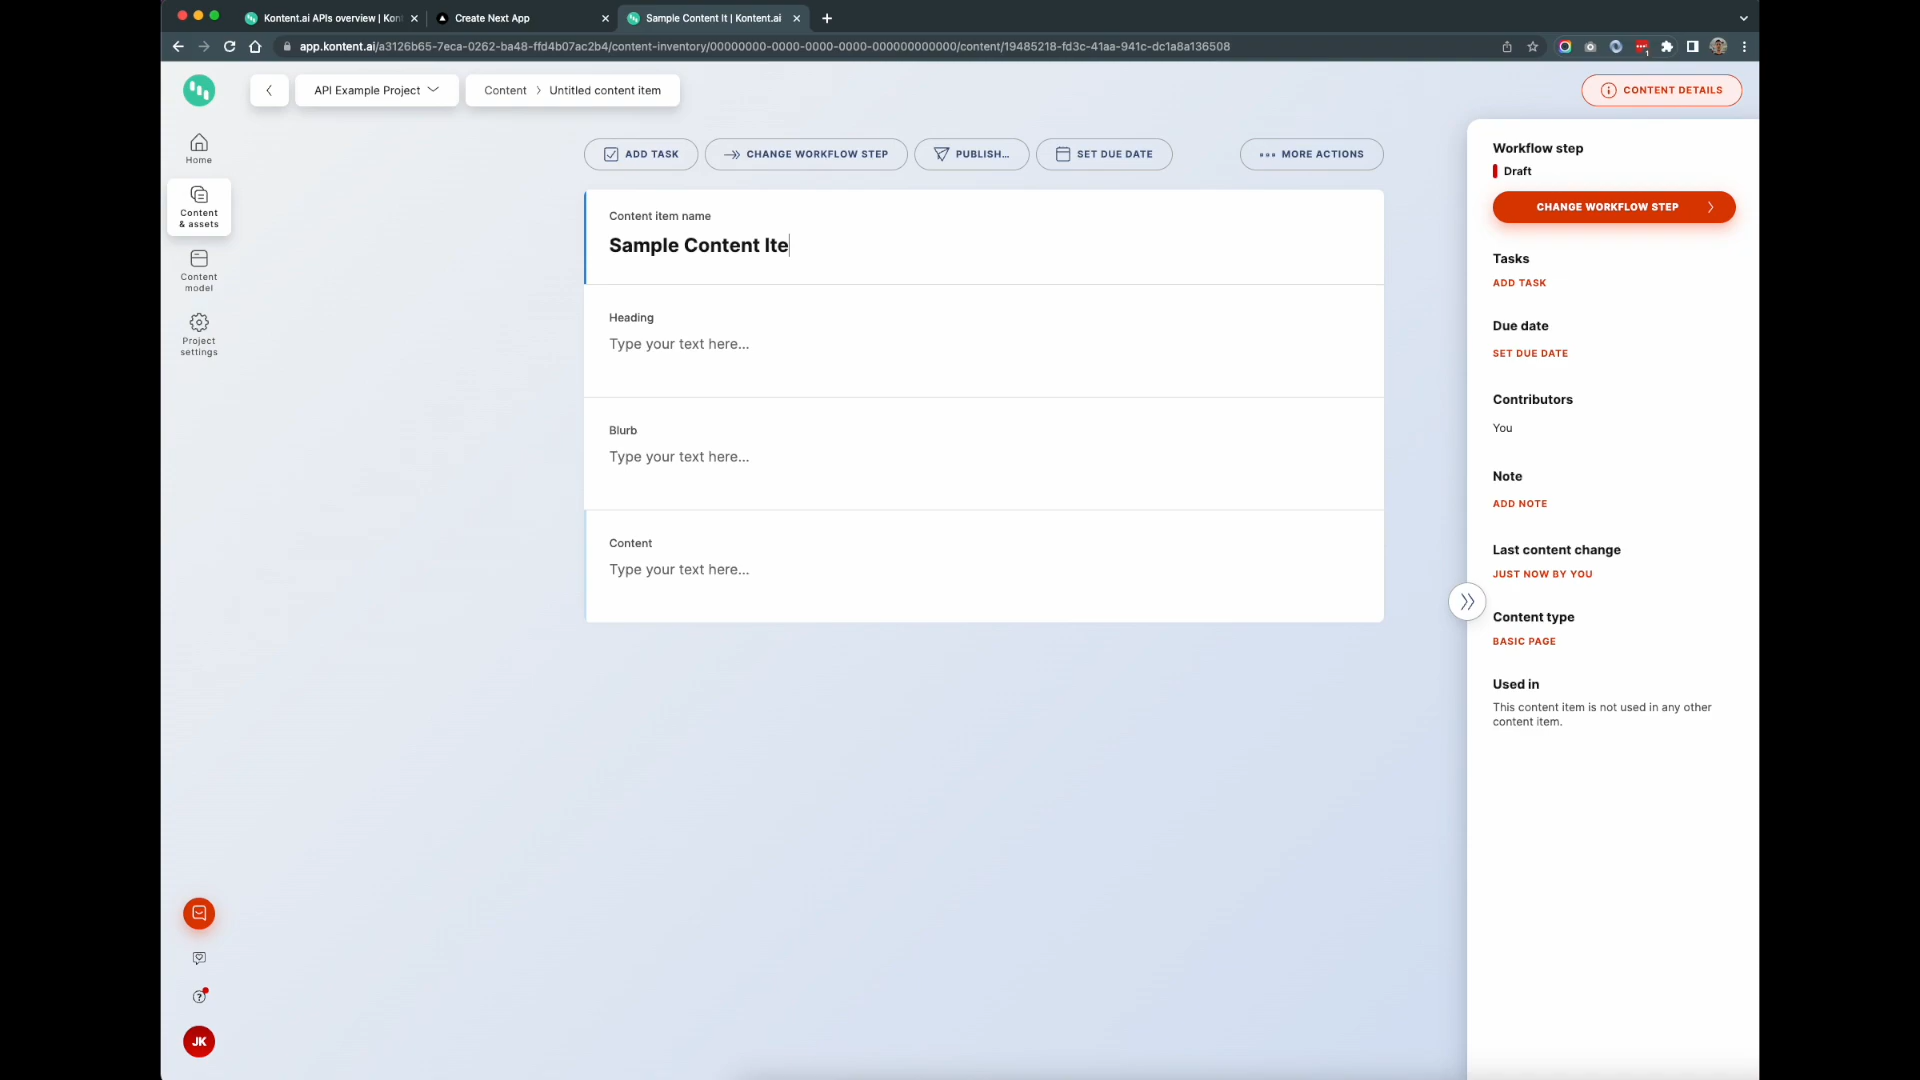 Kontent.ai APIs overview | Kon
Create Next App
Sample Content It | Kontent.ai
app.kontent.ai/a3126b65-7eca-0262-ba48-ffd4b07ac2b4/content-inventory/00000000-0000-0000-0000-000000000000/content/19485218-fd3c-41aa-941c-dc1a8a136508
API Example Project
Content > Untitled content item
CONTENT DETAILS
Home
Content
& assets
Content
model
Project
settings
JK
ADD TASK
CHANGE WORKFLOW STEP
PUBLISH...
SET DUE DATE
MORE ACTIONS
Content item name
Sample Content Ite
Heading
Type your text here...
Blurb
Type your text here...
Content
Type your text here...
Workflow step
Draft
CHANGE WORKFLOW STEP
Tasks
ADD TASK
Due date
SET DUE DATE
Contributors
You
Note
ADD NOTE
Last content change
JUST NOW BY YOU
Content type
BASIC PAGE
Used in
This content item is not used in any other
content item.